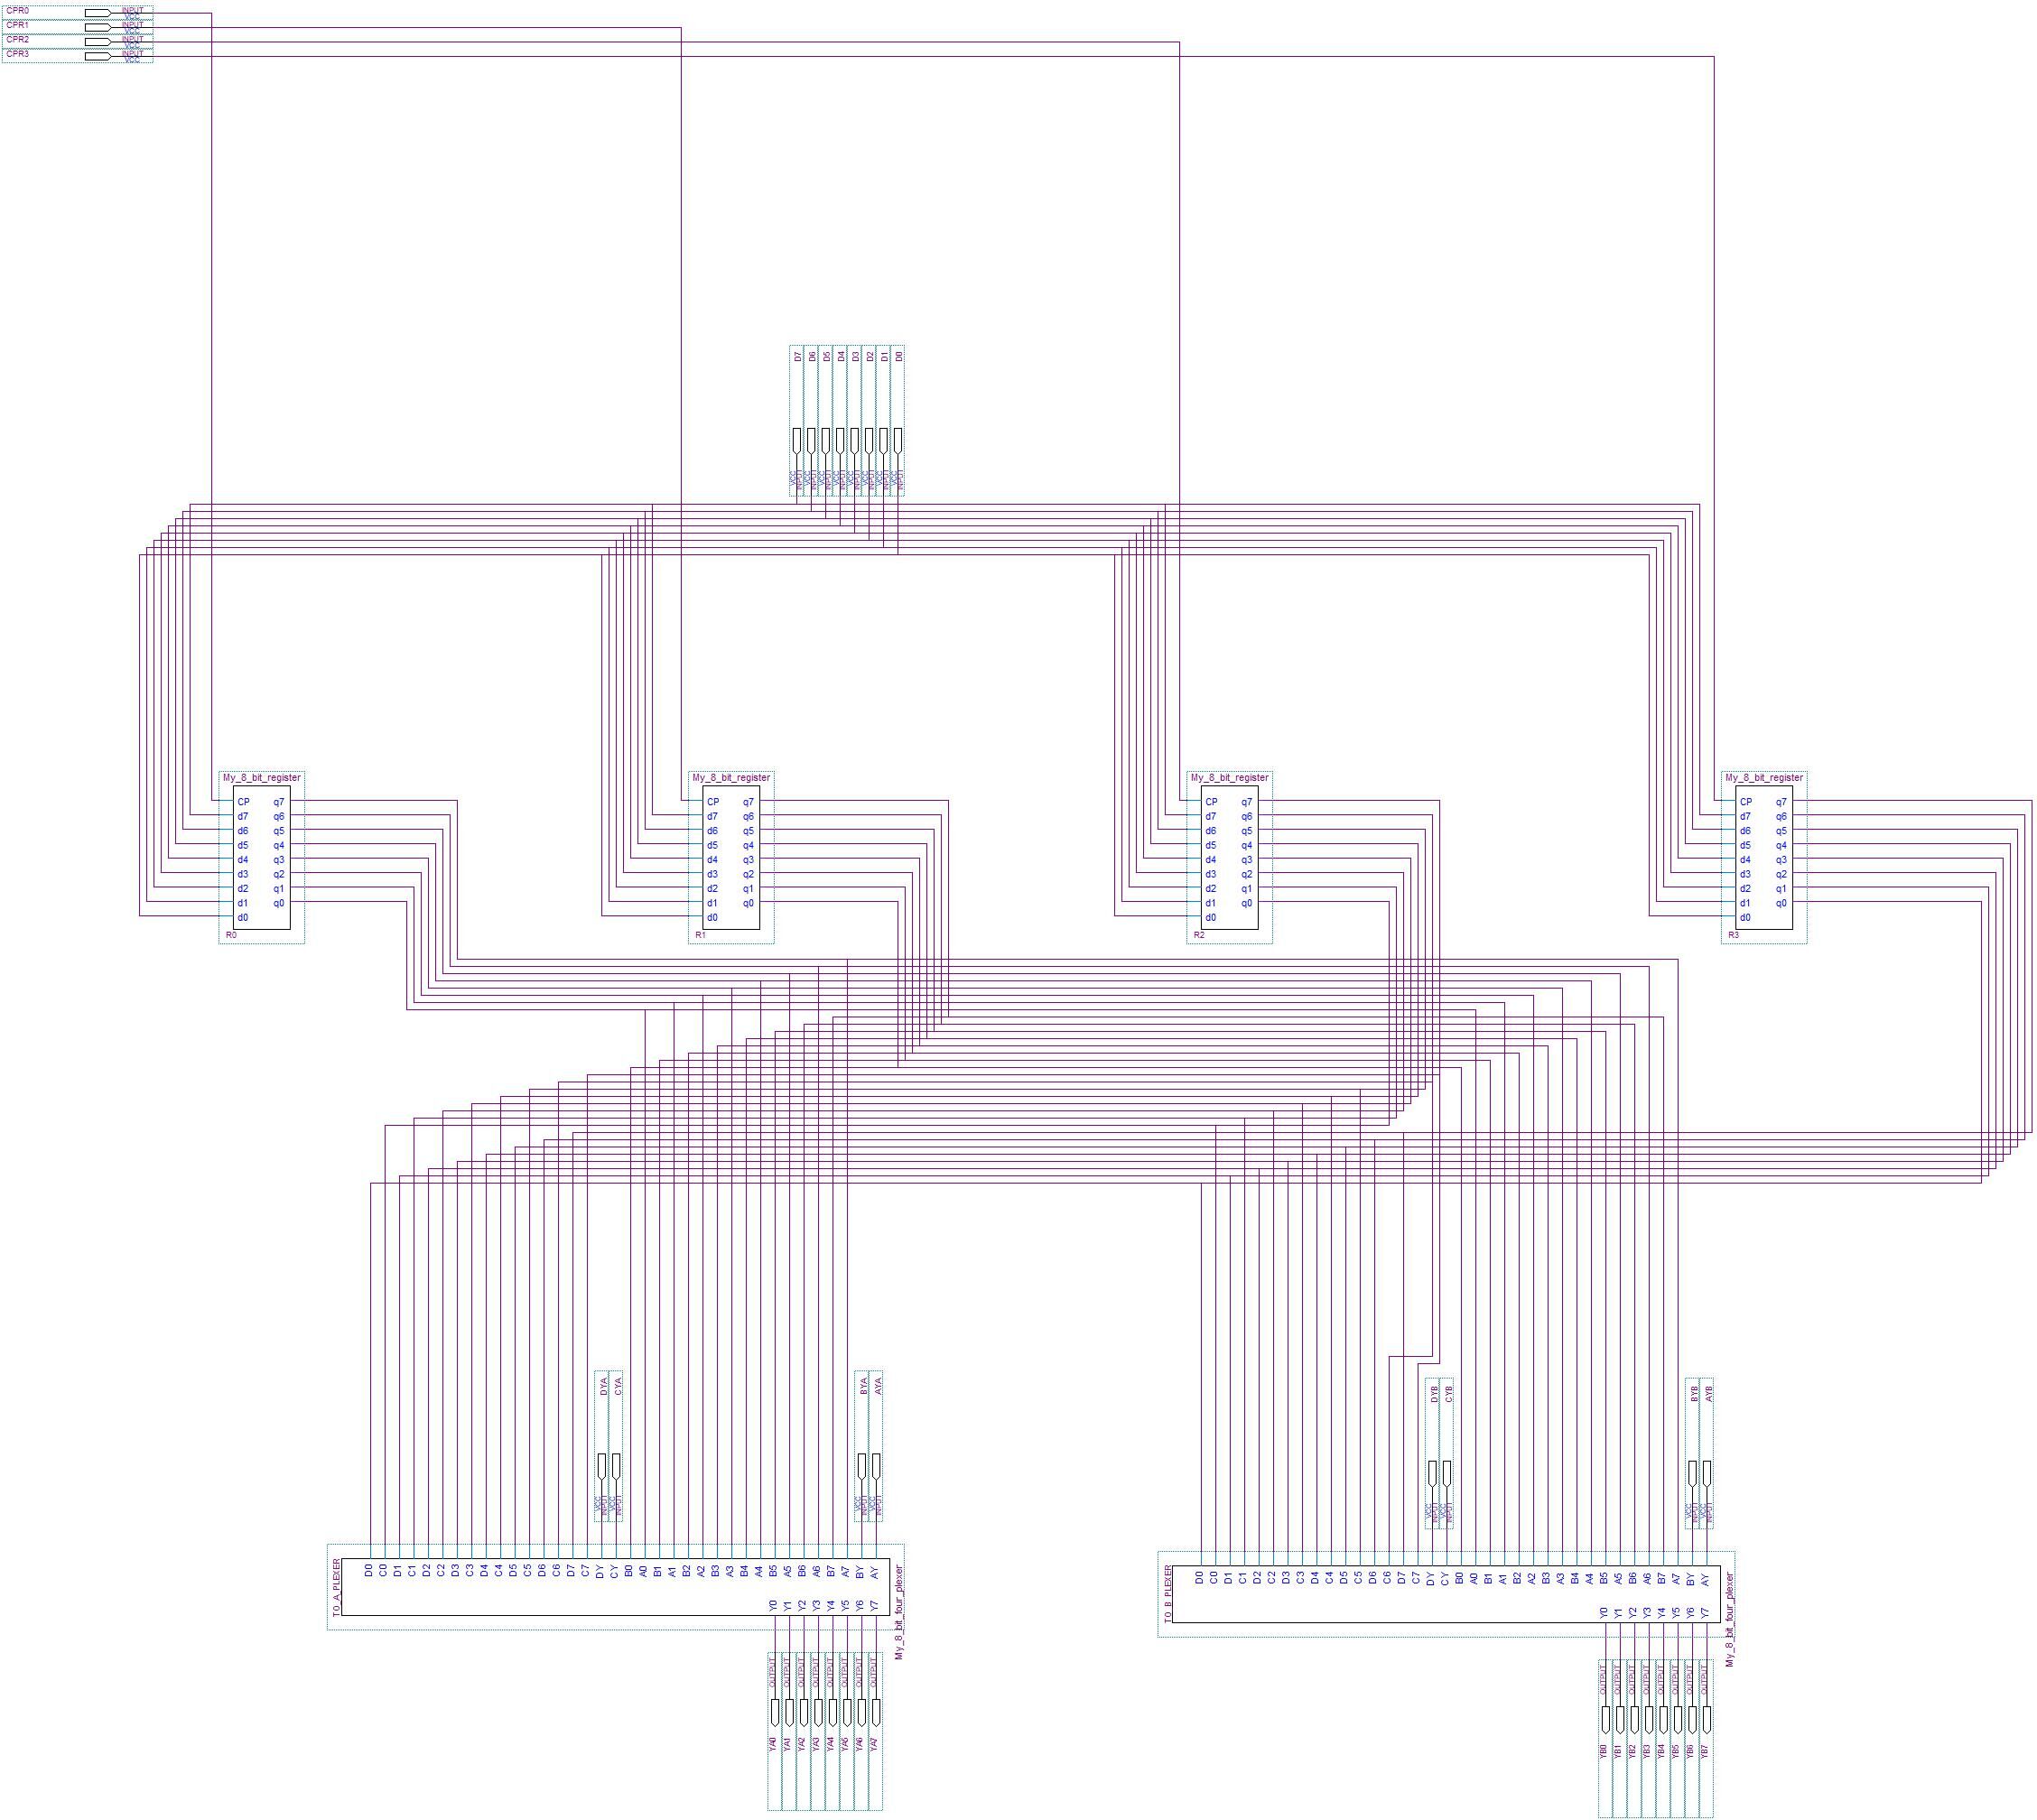 CPR0 INPUT VCC
CPR1 INPUT VCC
CPR2 INPUT VCC
CPR3 INPUT VCC
D7 D6 D5 D4 D3 D2 D1 D0
VCC VCC VCC VCC VCC VCC VCC VCC
INPUT INPUT INPUT INPUT INPUT INPUT INPUT INPUT
My_8_bit_register
CP q7
d7 q6
d6 q5
d5 q4
d4 q3
d3 q2
d2 q1
d1 q0
d0
R0
My_8_bit_register
CP q7
d7 q6
d6 q5
d5 q4
d4 q3
d3 q2
d2 q1
d1 q0
d0
R1
My_8_bit_register
CP q7
d7 q6
d6 q5
d5 q4
d4 q3
d3 q2
d2 q1
d1 q0
d0
R2
My_8_bit_register
CP q7
d7 q6
d6 q5
d5 q4
d4 q3
d3 q2
d2 q1
d1 q0
d0
R3
DYA CYA BYA AYA
VCC VCC VCC VCC
INPUT INPUT INPUT INPUT
TO_A_PLEXER
D0 C0 D1 C1 D2 C2 D3 C3 D4 C4 D5 C5 D6 C6 D7 C7 DY CY B0 A0 B1 A1 B2 A2 B3 A3 B4 A4 B5 A5 B6 A6 B7 A7 BY AY
Y0 Y1 Y2 Y3 Y4 Y5 Y6 Y7
My_8_bit_four_plexer
OUTPUT OUTPUT OUTPUT OUTPUT OUTPUT OUTPUT OUTPUT OUTPUT
YA0 YA1 YA2 YA3 YA4 YA5 YA6 YA7
DYB CYB BYB AYB
VCC VCC VCC VCC
INPUT INPUT INPUT INPUT
TO_B_PLEXER
D0 C0 D1 C1 D2 C2 D3 C3 D4 C4 D5 C5 D6 C6 D7 C7 DY CY B0 A0 B1 A1 B2 A2 B3 A3 B4 A4 B5 A5 B6 A6 B7 A7 BY AY
Y0 Y1 Y2 Y3 Y4 Y5 Y6 Y7
My_8_bit_four_plexer
OUTPUT OUTPUT OUTPUT OUTPUT OUTPUT OUTPUT OUTPUT OUTPUT
YB0 YB1 YB2 YB3 YB4 YB5 YB6 YB7